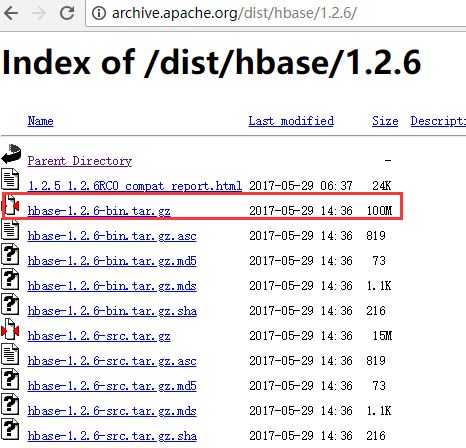 archive.apache.org/dist/hbase/1.2.6/
Index of /dist/hbase/1.2.6
Name Last modified Size Descripti
Parent Directory -
1.2.5_1.2.6RC0_compat_report.html 2017-05-29 06:37 24K
hbase-1.2.6-bin.tar.gz 2017-05-29 14:36 100M
hbase-1.2.6-bin.tar.gz.asc 2017-05-29 14:36 819
hbase-1.2.6-bin.tar.gz.md5 2017-05-29 14:36 73
hbase-1.2.6-bin.tar.gz.mds 2017-05-29 14:36 1.1K
hbase-1.2.6-bin.tar.gz.sha 2017-05-29 14:36 216
hbase-1.2.6-src.tar.gz 2017-05-29 14:36 15M
hbase-1.2.6-src.tar.gz.asc 2017-05-29 14:36 819
hbase-1.2.6-src.tar.gz.md5 2017-05-29 14:36 73
hbase-1.2.6-src.tar.gz.mds 2017-05-29 14:36 1.1K
hbase-1.2.6-src.tar.gz.sha 2017-05-29 14:36 216